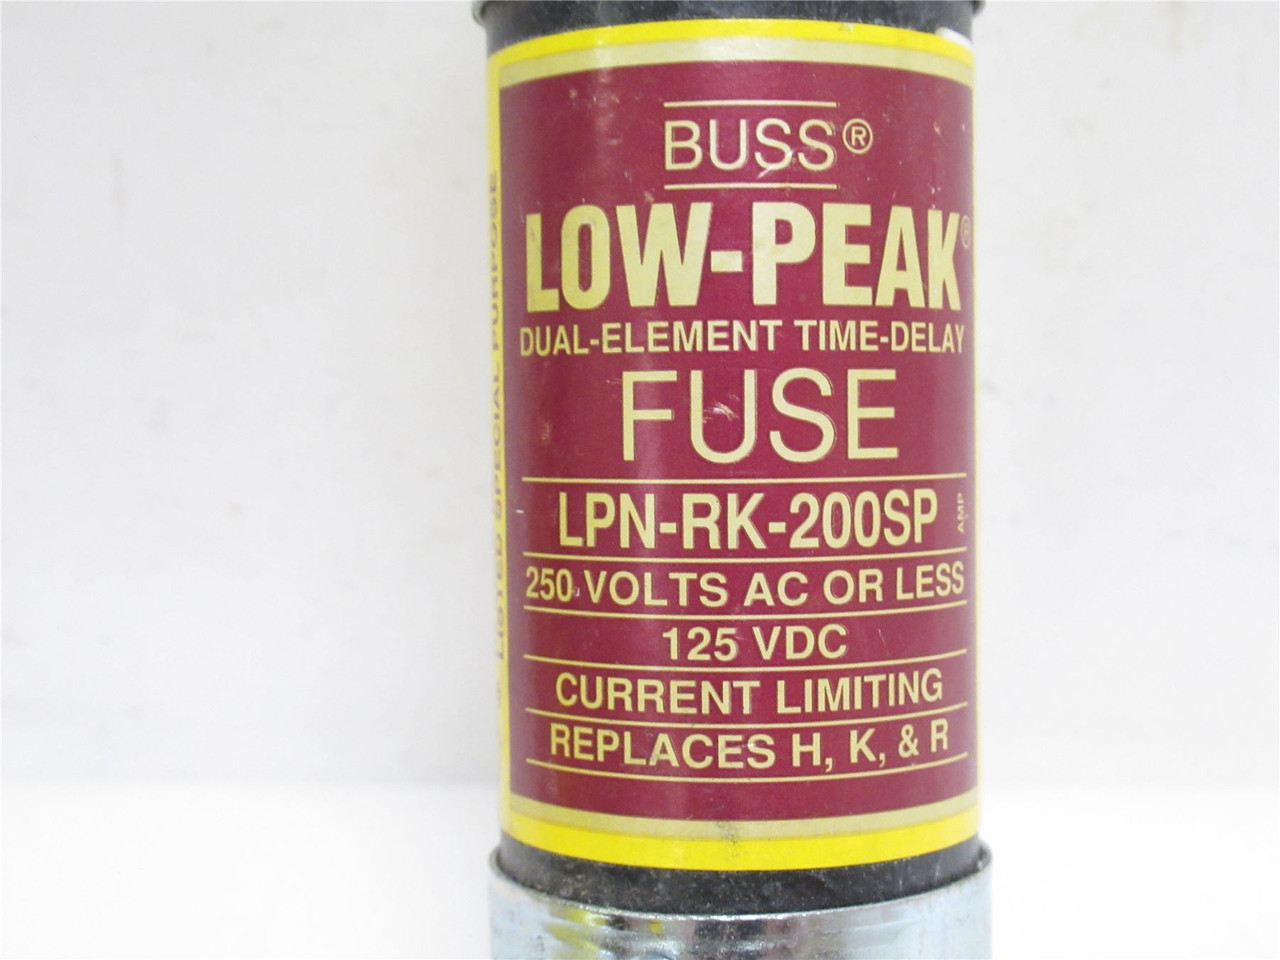 BUSS®
LOW-PEAK®
DUAL-ELEMENT TIME-DELAY
FUSE
LPN-RK-200SP AMP
250 VOLTS AC OR LESS
125 VDC
CURRENT LIMITING
REPLACES H, K, & R
LISTED SPECIAL PURPOSE